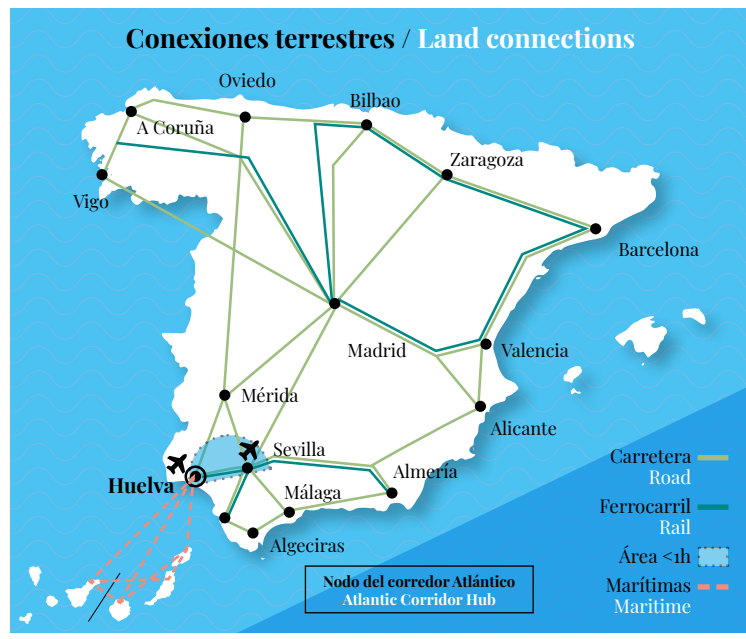 Conexiones terrestres / Land connections
Oviedo
Bilbao
A Coruña
Zaragoza
Vigo
Barcelona
Madrid
Valencia
Mérida
Alicante
Sevilla
Huelva
Málaga
Almería
Algeciras
Carretera
Road
Ferrocarril
Rail
Área <1h
Marítimas
Maritime
Nodo del corredor Atlántico
Atlantic Corridor Hub